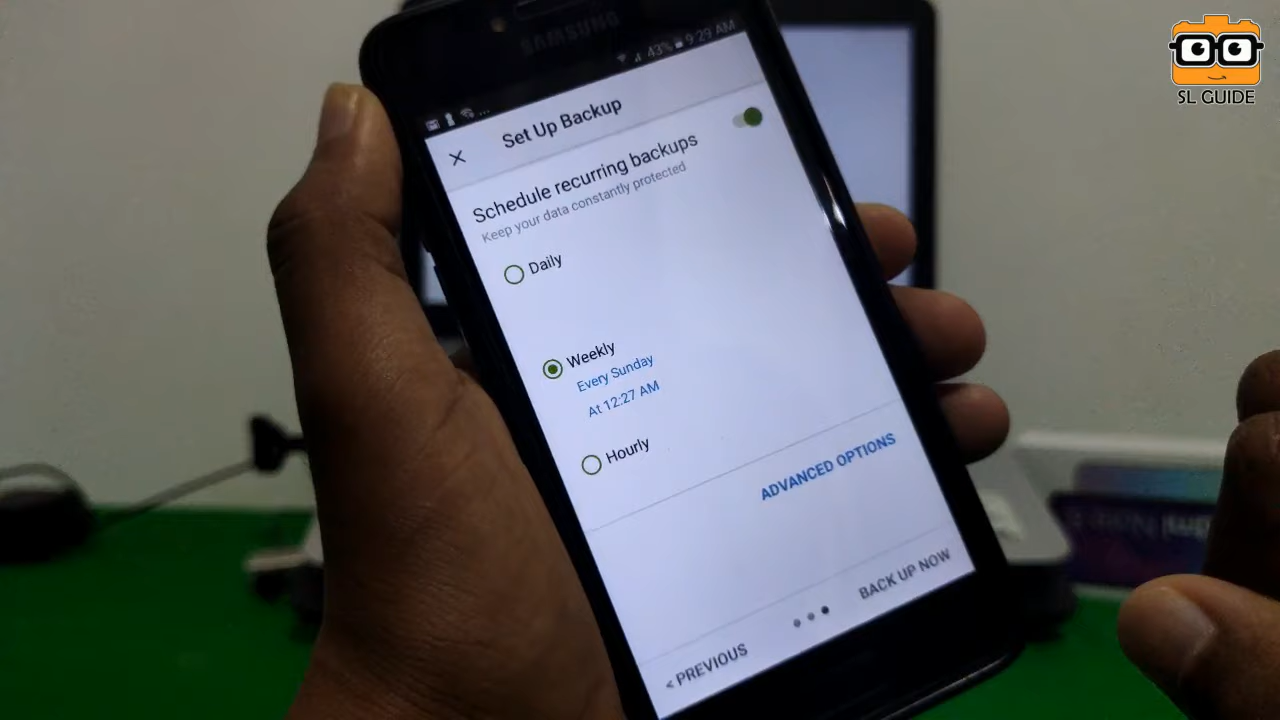 SAMSUNG
43% 9:29 AM
SL GUIDE
Set Up Backup
Schedule recurring backups
Keep your data constantly protected
Daily
Weekly
Every Sunday
At 12:27 AM
Hourly
ADVANCED OPTIONS
< PREVIOUS
BACK UP NOW